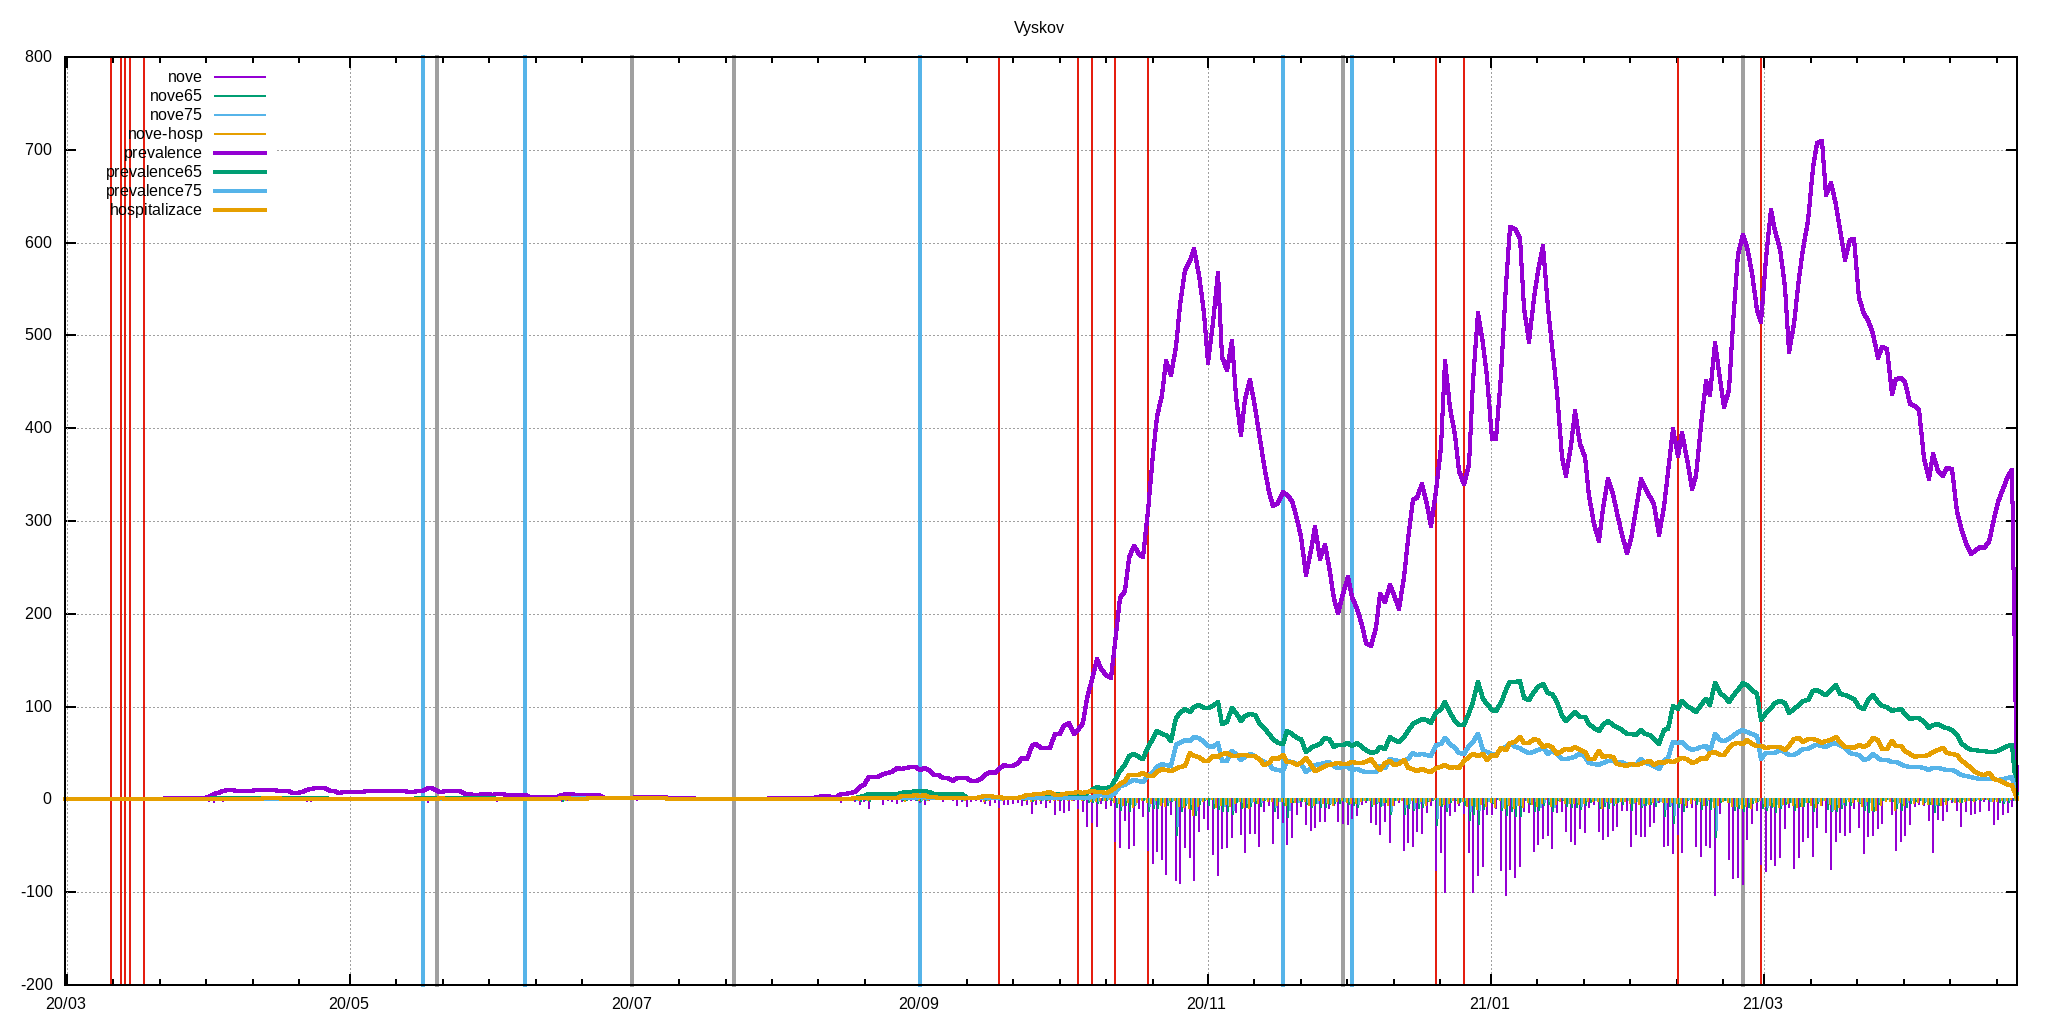 Vyskov
800
700
600
500
400
300
200
100
0
-100
-200
nove
nove65
nove75
nove-hosp
prevalence
prevalence65
prevalence75
hospitalizace
20/03 20/05 20/07 20/09 20/11 21/01 21/03